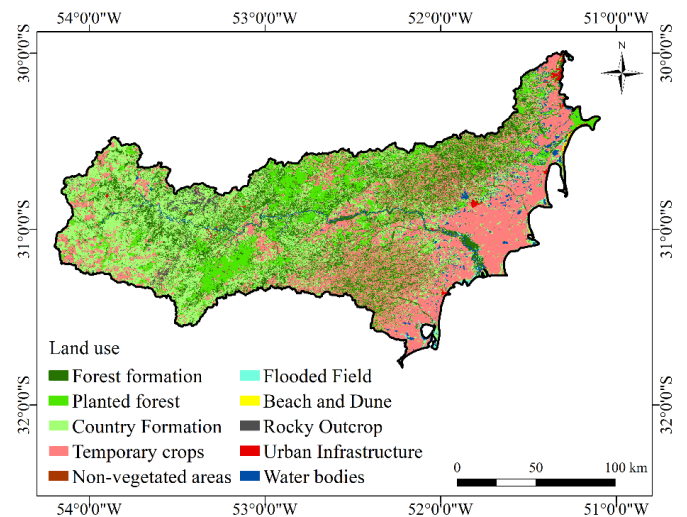 54°0'0"W 53°0'0"W 52°0'0"W 51°0'0"W
30°0'0"S 30°0'0"S
N
31°0'0"S 31°0'0"S
Land use
Forest formation Flooded Field
Planted forest Beach and Dune
Country Formation Rocky Outcrop
Temporary crops Urban Infrastructure
Non-vegetated areas Water bodies
32°0'0"S 32°0'0"S
0 50 100 km
54°0'0"W 53°0'0"W 52°0'0"W 51°0'0"W